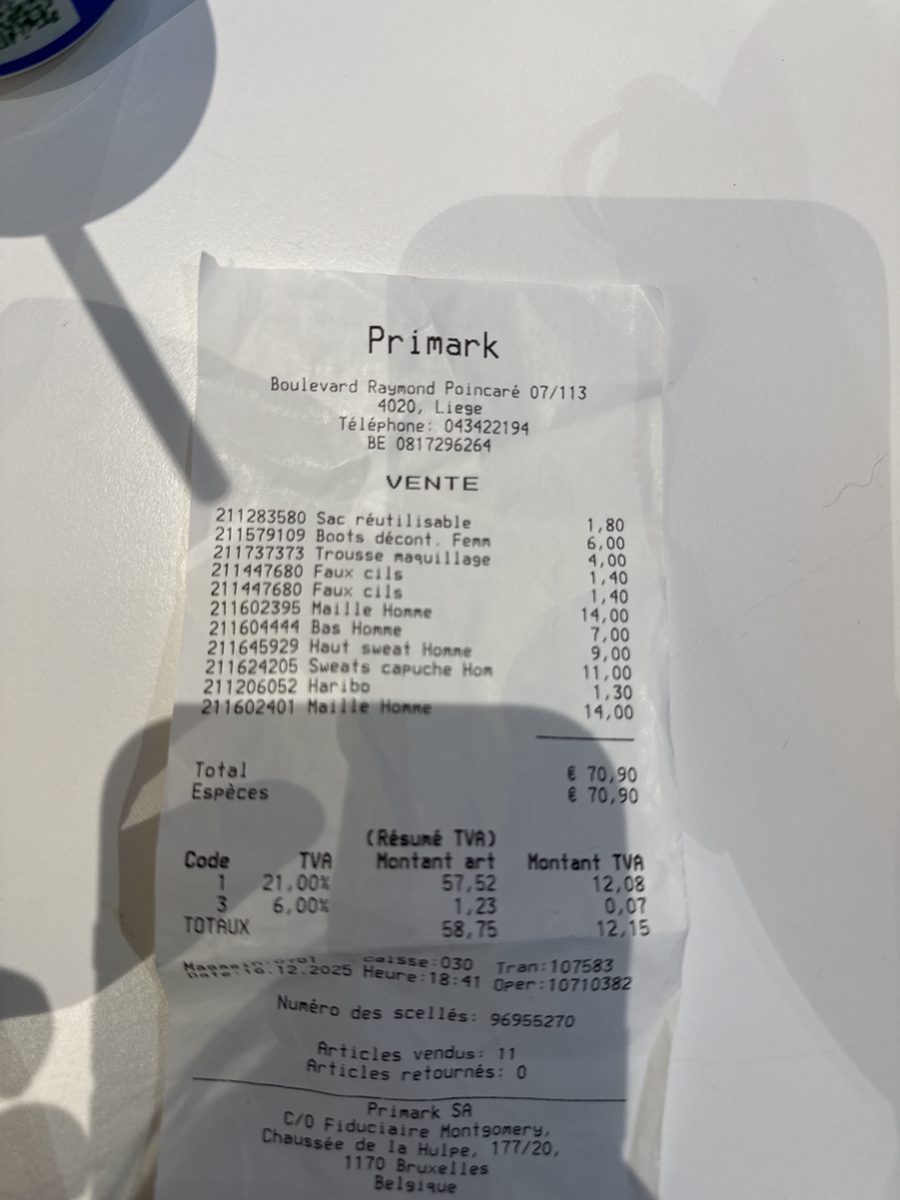 Primark
Boulevard Raymond Poincaré 07/113
4020, Liege
Téléphone: 043422194
BE 0817296264
VENTE
211283580 Sac réutilisable 1,80
211579109 Boots décont. Femm 6,00
211737373 Trousse maquillage 4,00
211447680 Faux cils 1,40
211447680 Faux cils 1,40
211602395 Maille Homme 14,00
211604444 Bas Homme 7,00
211645929 Haut sweat Homme 9,00
211624205 Sweats capuche Hom 11,00
211206052 Haribo 1,30
211602401 Maille Homme 14,00
Total € 70,90
Espèces € 70,90
(Résumé TVA)
Code TVA Montant art Montant TVA
1 21,00% 57,52 12,08
3 6,00% 1,23 0,07
TOTAUX 58,75 12,15
Caisse:030 Tran:107583
.12.2025 Heure:18:41 Oper:10710382
Numéro des scellés: 96955270
Articles vendus: 11
Articles retournés: 0
Primark SA
C/O Fiduciaire Montgomery,
Chaussée de la Hulpe, 177/20,
1170 Bruxelles
Belgique